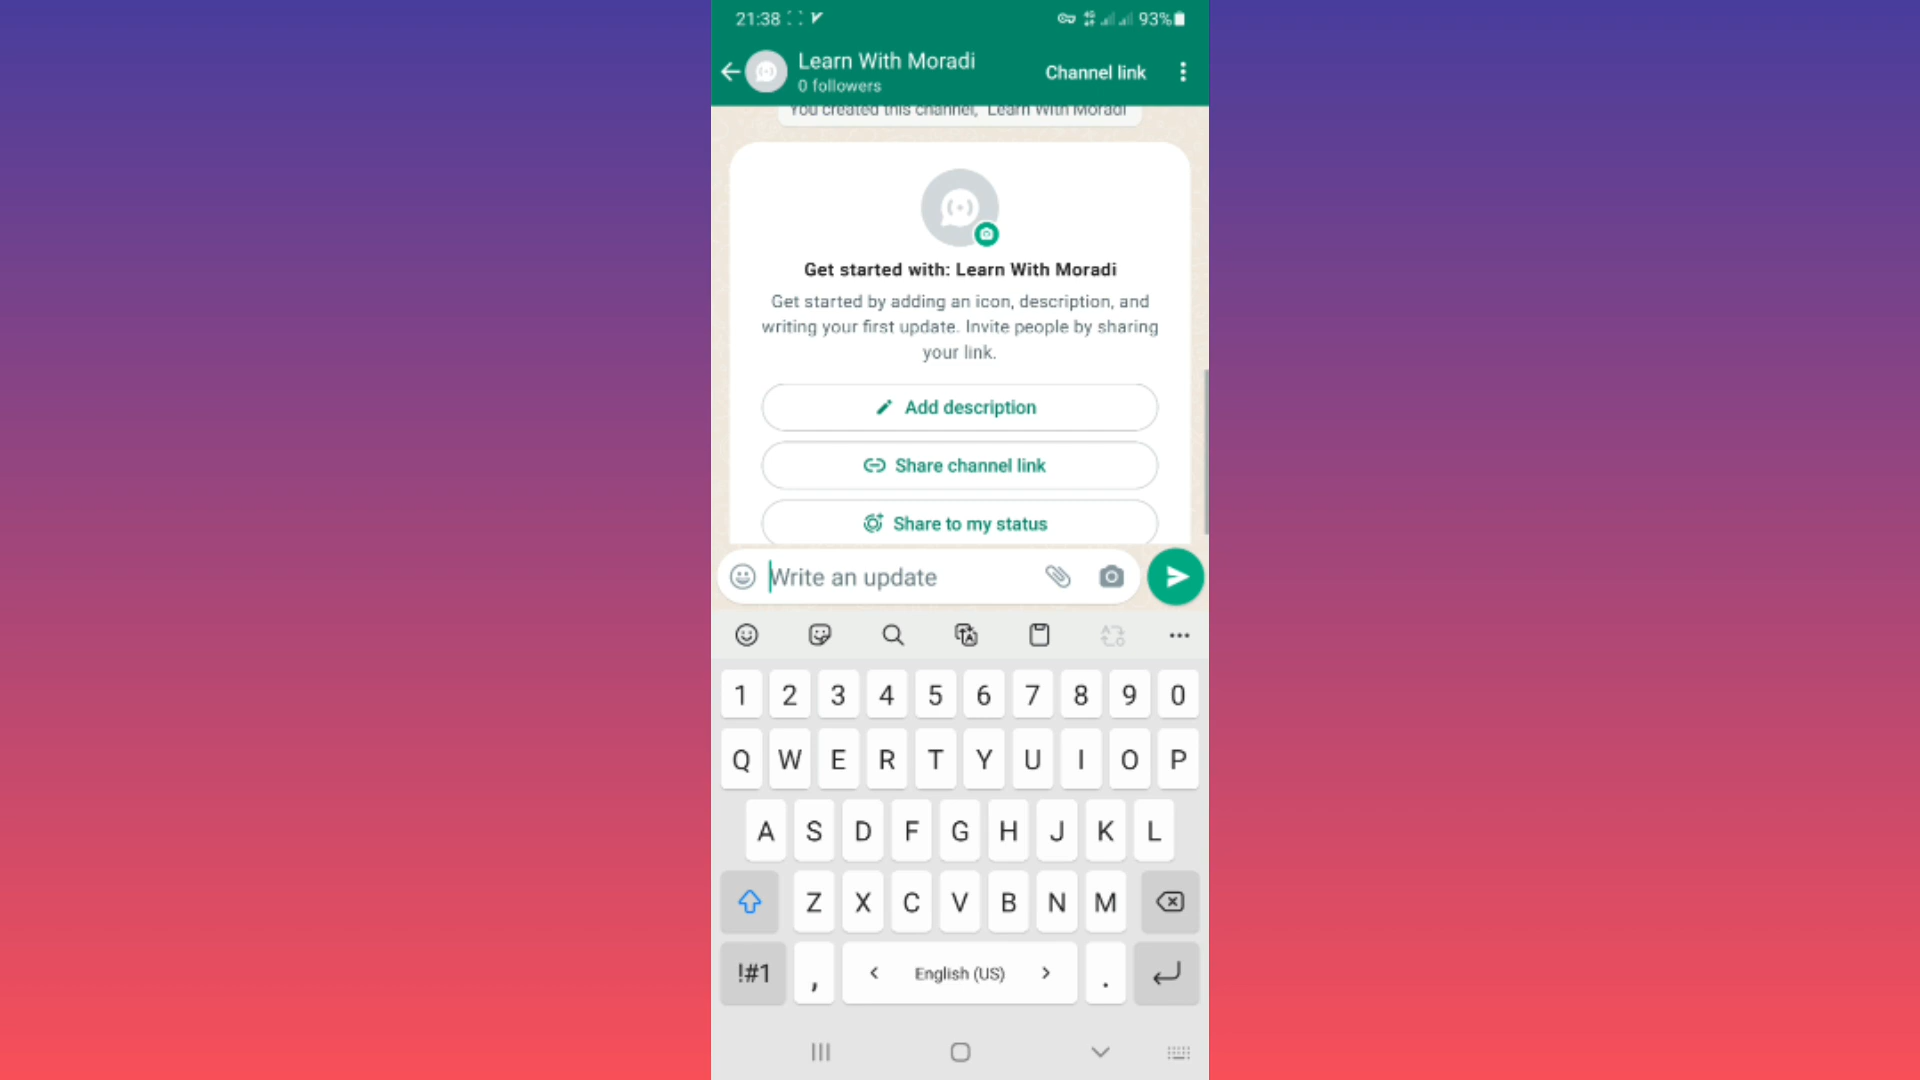 21:38 93%
Learn With Moradi
0 followers
Channel link
You created this channel, "Learn With Moradi"
Get started with: Learn With Moradi
Get started by adding an icon, description, and
writing your first update. Invite people by sharing
your link.
Add description
Share channel link
Share to my status
Write an update
1 2 3 4 5 6 7 8 9 0
Q W E R T Y U I O P
A S D F G H J K L
Z X C V B N M
!#1 , < English (US) > .